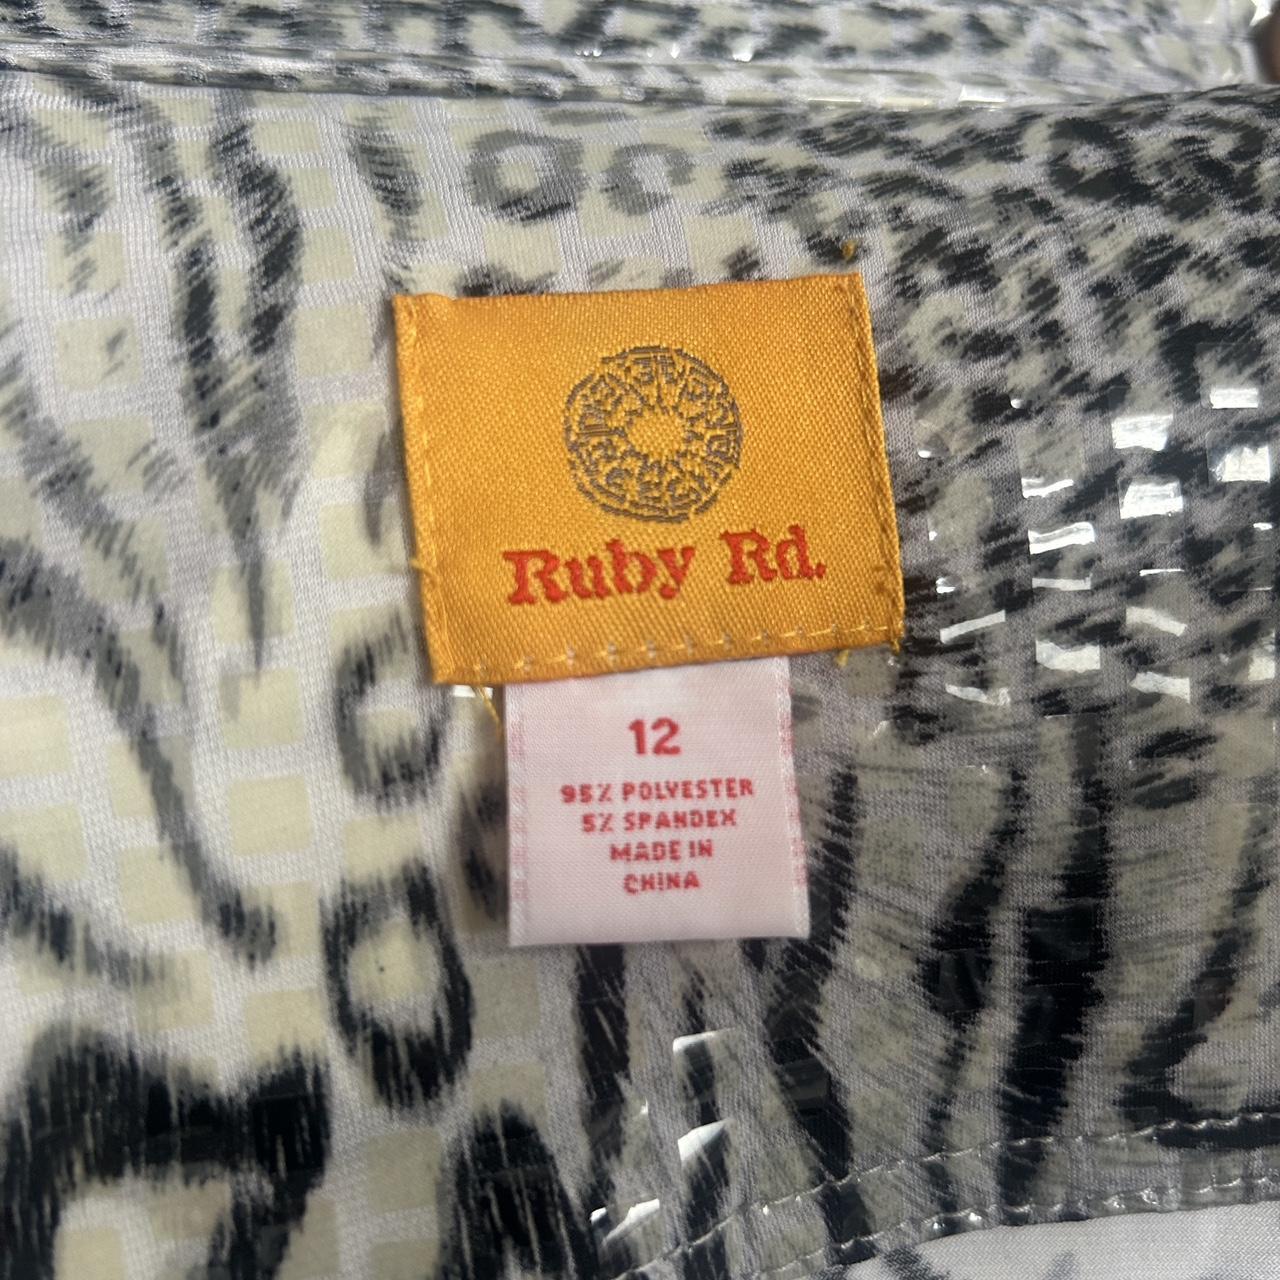 Ruby Rd.
12
95% POLYESTER
5% SPANDEX
MADE IN
CHINA